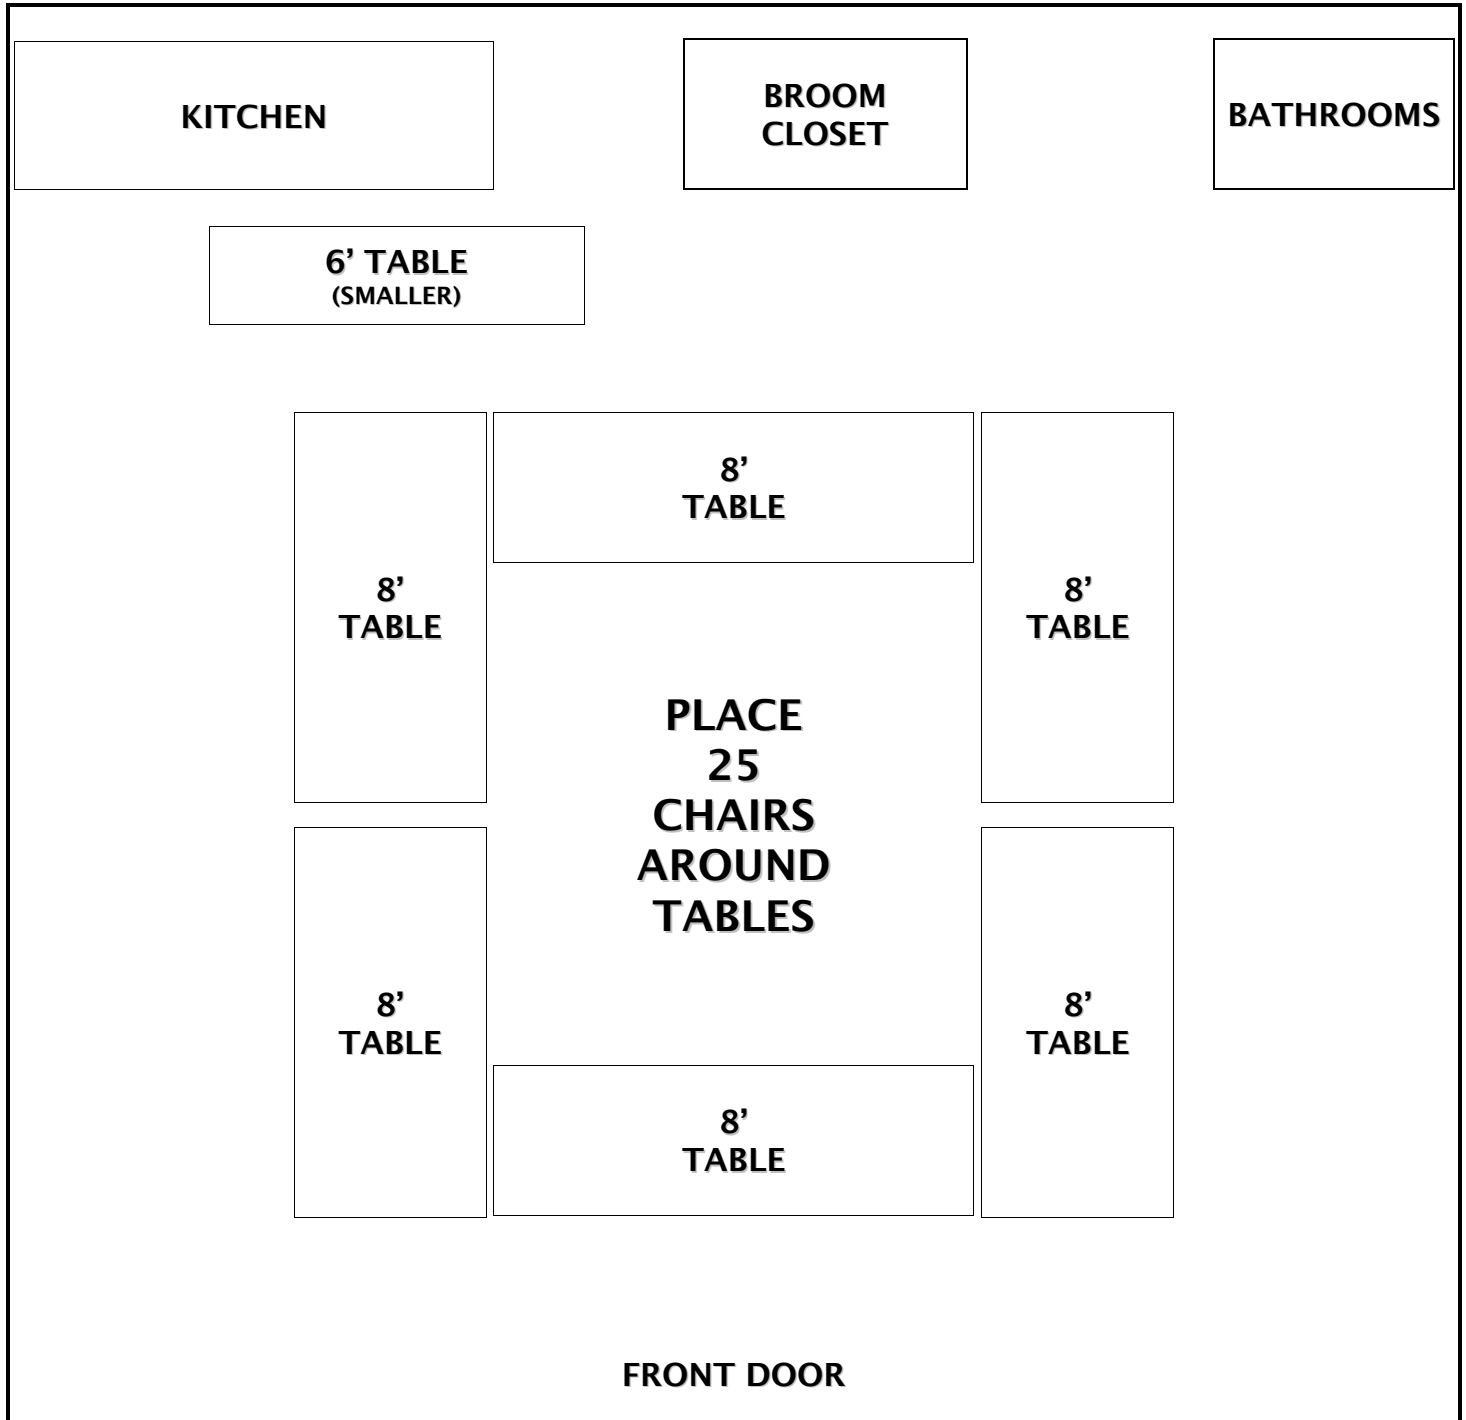 KITCHEN
BROOM
CLOSET
BATHROOMS
6’ TABLE
(SMALLER)
8’
TABLE
8’
TABLE
8’
TABLE
PLACE
25
CHAIRS
AROUND
TABLES
8’
TABLE
8’
TABLE
8’
TABLE
FRONT DOOR